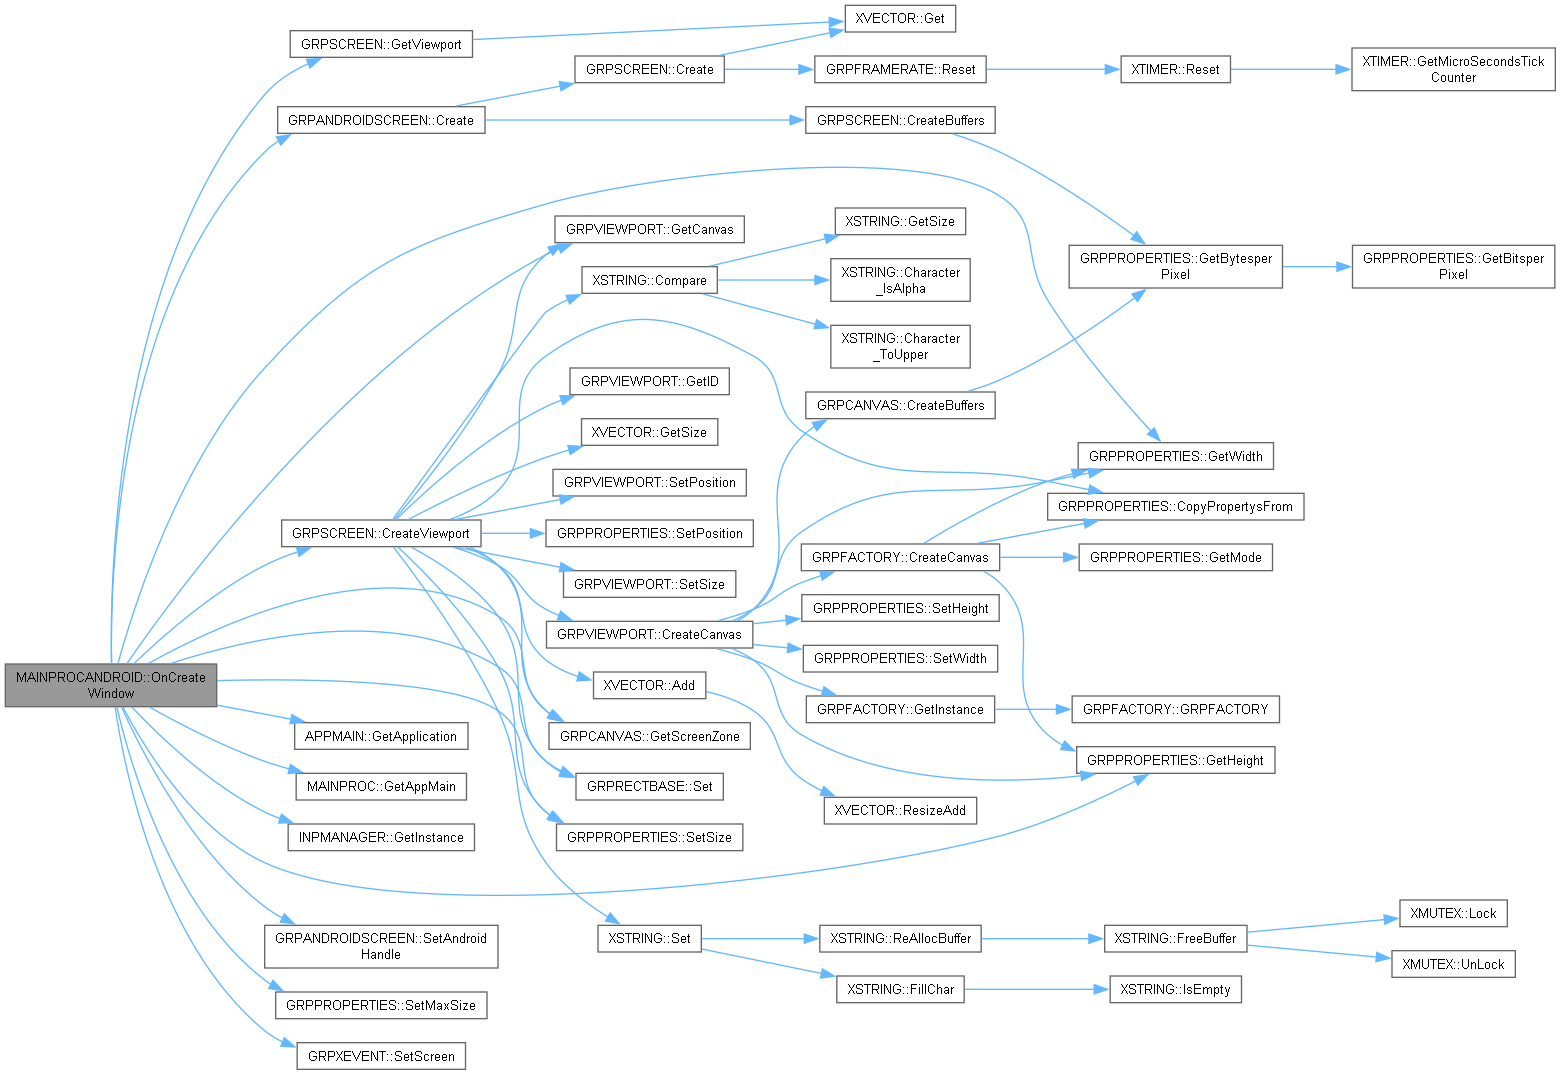 XVECTOR::Get
GRPSCREEN::GetViewport
GRPSCREEN::Create
GRPFRAMERATE::Reset
XTIMER::Reset
XTIMER::GetMicroSecondsTick
Counter
GRPANDROIDSCREEN::Create
GRPSCREEN::CreateBuffers
GRPVIEWPORT::GetCanvas
XSTRING::GetSize
XSTRING::Compare
XSTRING::Character
_IsAlpha
GRPPROPERTIES::GetBytesper
Pixel
GRPPROPERTIES::GetBitsper
Pixel
XSTRING::Character
_ToUpper
GRPVIEWPORT::GetID
GRPCANVAS::CreateBuffers
XVECTOR::GetSize
GRPPROPERTIES::GetWidth
GRPVIEWPORT::SetPosition
GRPPROPERTIES::CopyPropertysFrom
GRPSCREEN::CreateViewport
GRPPROPERTIES::SetPosition
GRPFACTORY::CreateCanvas
GRPPROPERTIES::GetMode
GRPVIEWPORT::SetSize
GRPPROPERTIES::SetHeight
GRPVIEWPORT::CreateCanvas
GRPPROPERTIES::SetWidth
MAINPROCANDROID::OnCreate
Window
XVECTOR::Add
GRPFACTORY::GetInstance
GRPFACTORY::GRPFACTORY
APPMAIN::GetApplication
GRPCANVAS::GetScreenZone
GRPPROPERTIES::GetHeight
MAINPROC::GetAppMain
GRPRECTBASE::Set
XVECTOR::ResizeAdd
INPMANAGER::GetInstance
GRPPROPERTIES::SetSize
XMUTEX::Lock
GRPANDROIDSCREEN::SetAndroid
Handle
XSTRING::Set
XSTRING::ReAllocBuffer
XSTRING::FreeBuffer
XMUTEX::UnLock
XSTRING::FillChar
XSTRING::IsEmpty
GRPPROPERTIES::SetMaxSize
GRPXEVENT::SetScreen